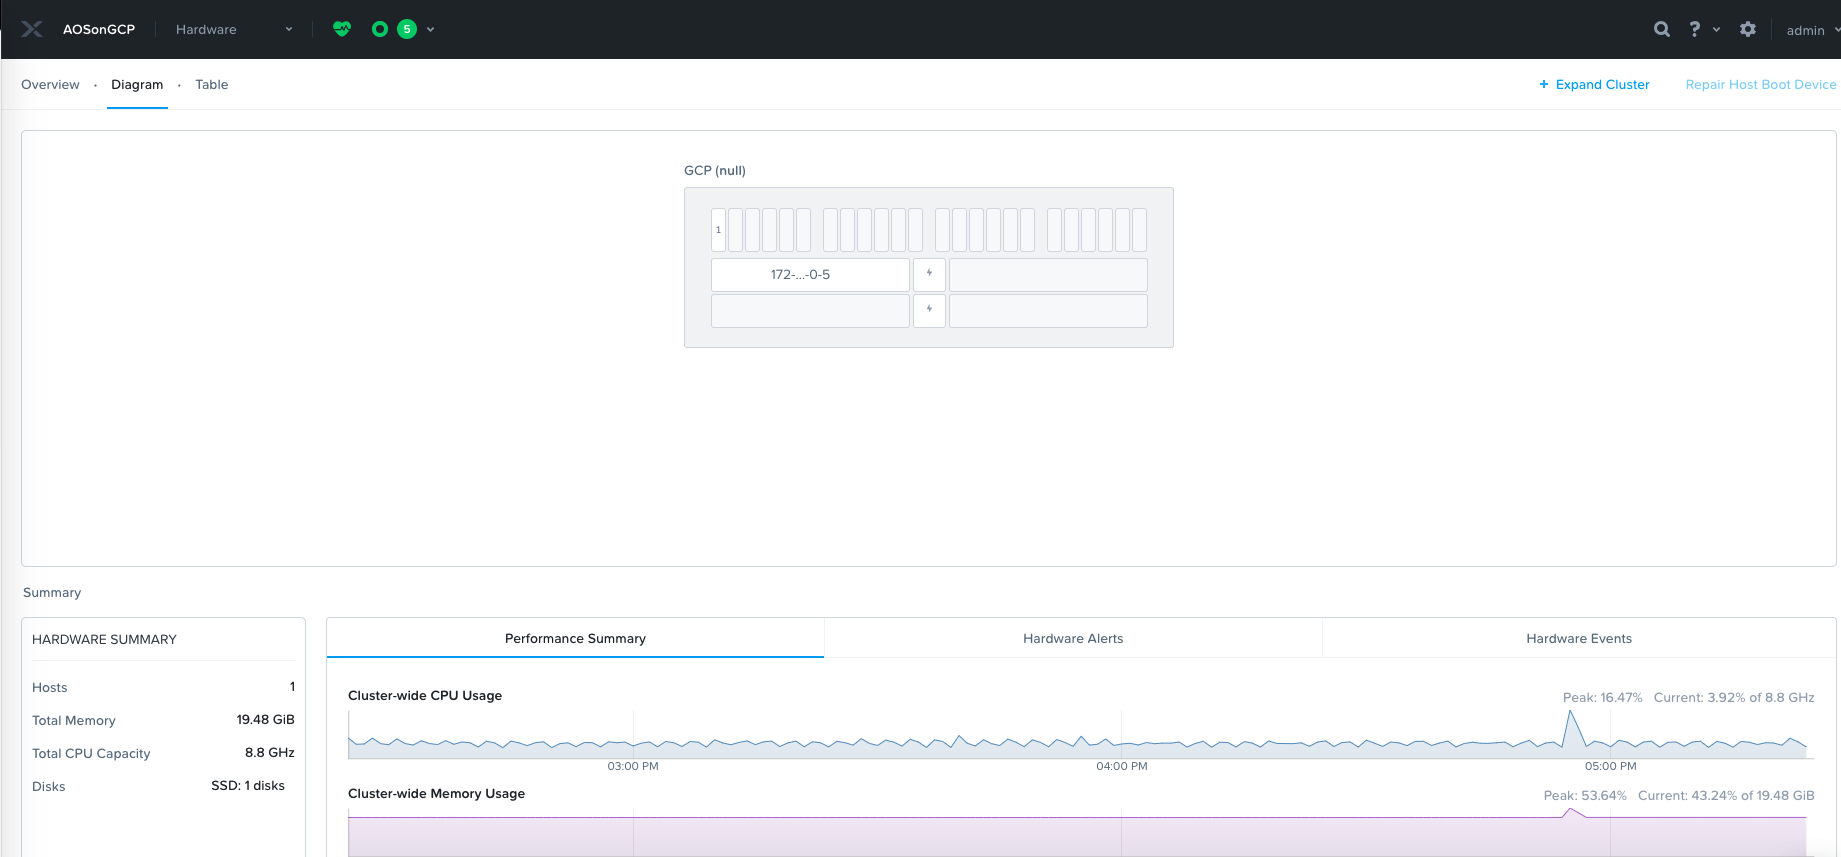 AOSonGCP Hardware 5 ? admin
Overview · Diagram · Table + Expand Cluster Repair Host Boot Device
GCP (null)
1
172-...-0-5
Summary
HARDWARE SUMMARY
Hosts 1
Total Memory 19.48 GiB
Total CPU Capacity 8.8 GHz
Disks SSD: 1 disks
Performance Summary Hardware Alerts Hardware Events
Cluster-wide CPU Usage Peak: 16.47% Current: 3.92% of 8.8 GHz
03:00 PM 04:00 PM 05:00 PM
Cluster-wide Memory Usage Peak: 53.64% Current: 43.24% of 19.48 GiB